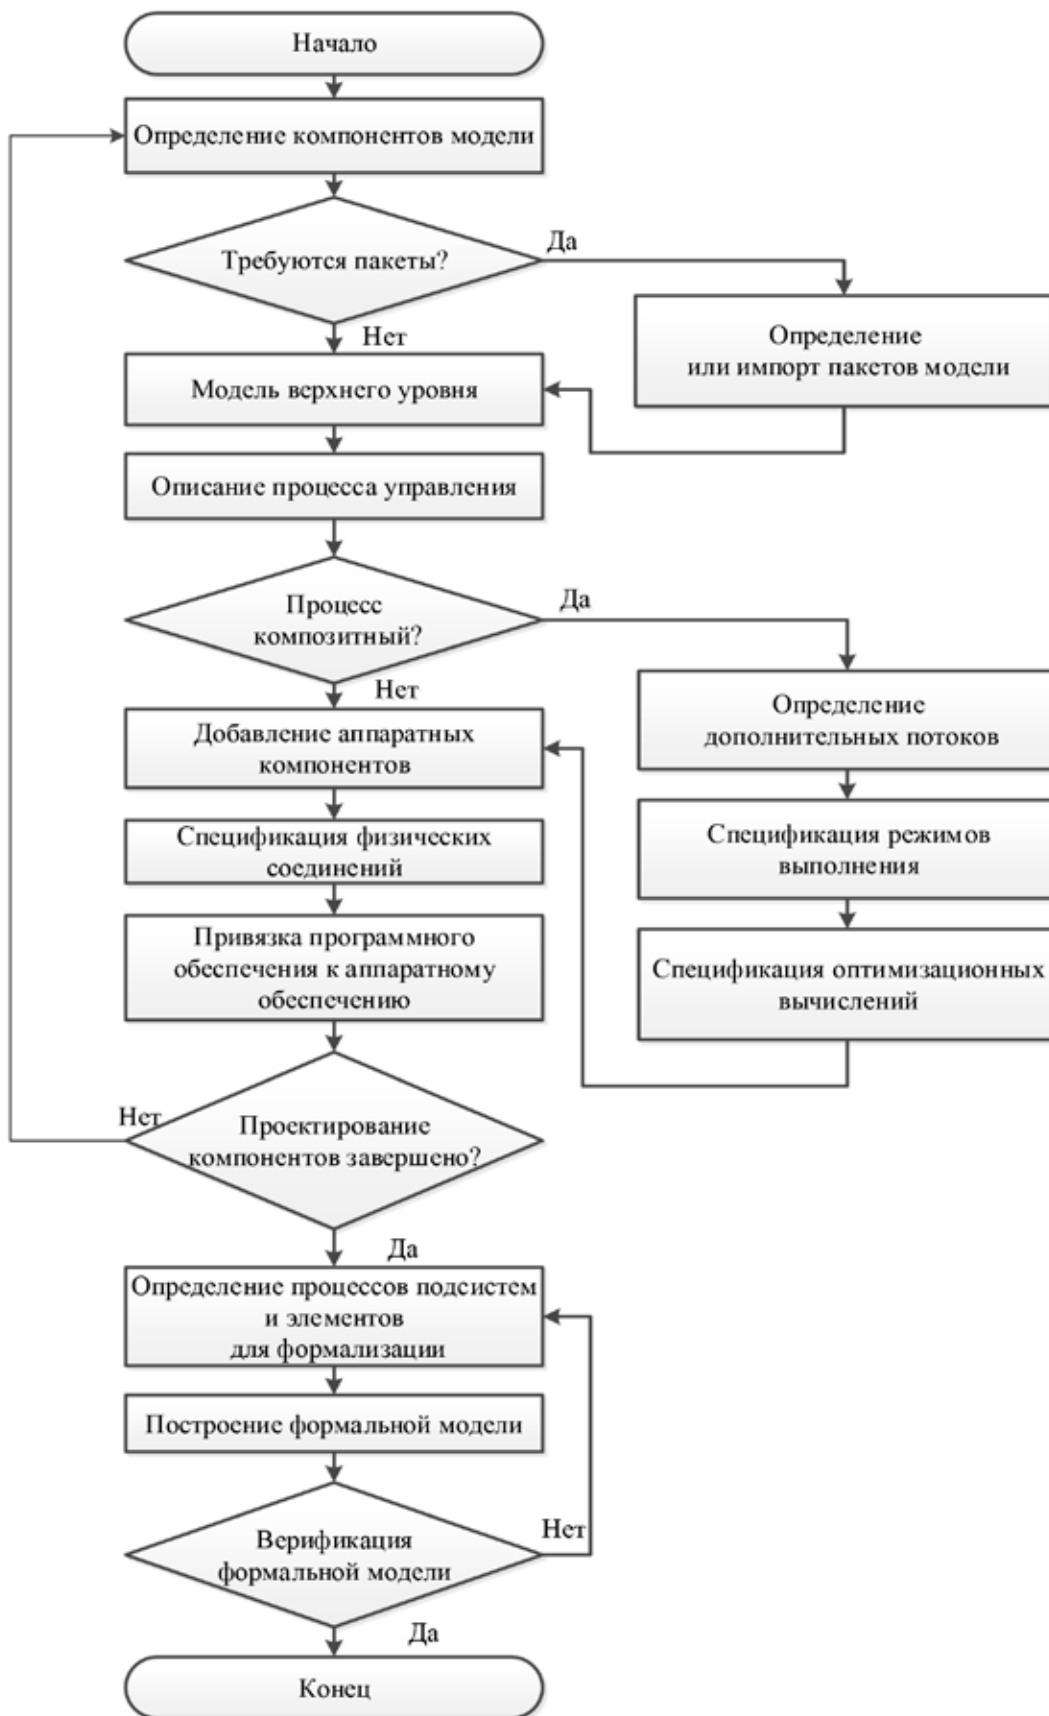 Начало
Определение компонентов модели
Требуются пакеты?
Да
Определение
или импорт пакетов модели
Нет
Модель верхнего уровня
Описание процесса управления
Процесс
композитный?
Да
Определение
дополнительных потоков
Спецификация режимов
выполнения
Спецификация оптимизационных
вычислений
Нет
Добавление аппаратных
компонентов
Спецификация физических
соединений
Привязка программного
обеспечения к аппаратному
обеспечению
Нет
Проектирование
компонентов завершено?
Да
Определение процессов подсистем
и элементов
для формализации
Построение формальной модели
Верификация
формальной модели
Нет
Да
Конец